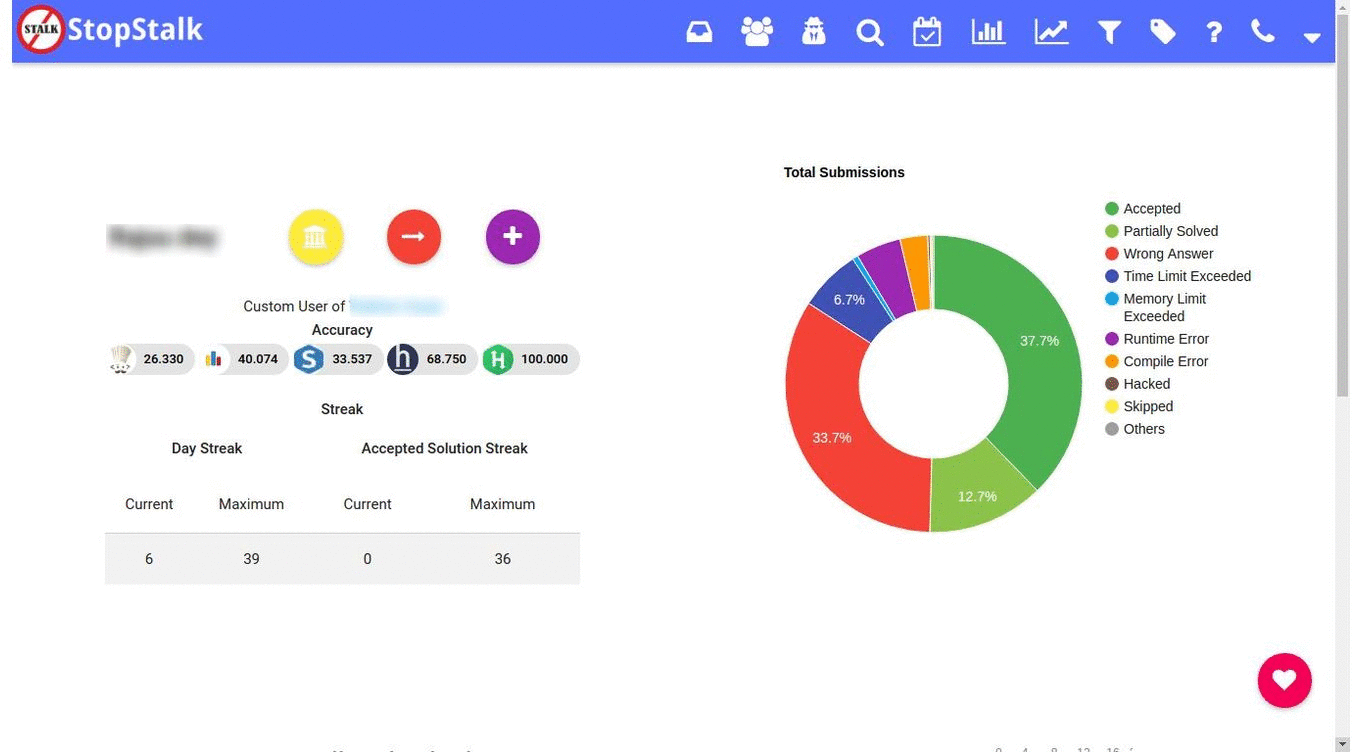 STALK StopStalk
Total Submissions
Accepted
Partially Solved
Wrong Answer
Time Limit Exceeded
Memory Limit
Exceeded
Runtime Error
Compile Error
Hacked
Skipped
Others
37.7%
12.7%
33.7%
6.7%
Custom User of
Accuracy
26.330 40.074 33.537 68.750 100.000
Streak
Day Streak Accepted Solution Streak
Current Maximum Current Maximum
6 39 0 36